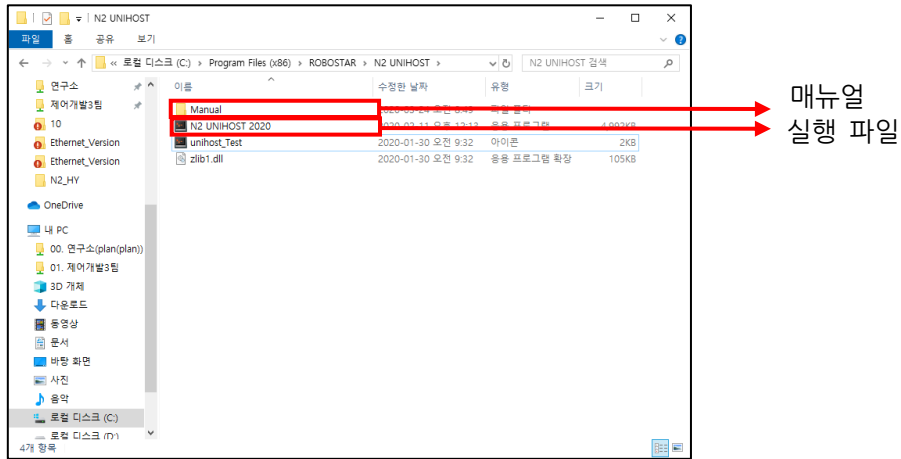 N2 UNIHOST
파일 홈 공유 보기
« 로컬 디스크 (C:) › Program Files (x86) › ROBOSTAR › N2 UNIHOST › N2 UNIHOST 검색
이름 수정한 날짜 유형 크기
연구소
제어개발3팀
10
Ethernet_Version
Ethernet_Version
N2_HY
OneDrive
내 PC
00. 연구소(plan(plan))
01. 제어개발3팀
3D 개체
다운로드
동영상
문서
바탕 화면
사진
음악
로컬 디스크 (C:)
로컬 디스크 (D:)
Manual
N2 UNIHOST 2020
unihost_Test 2020-01-30 오전 9:32 아이콘 2KB
zlib1.dll 2020-01-30 오전 9:32 응용 프로그램 확장 105KB
4개 항목
매뉴얼
실행 파일